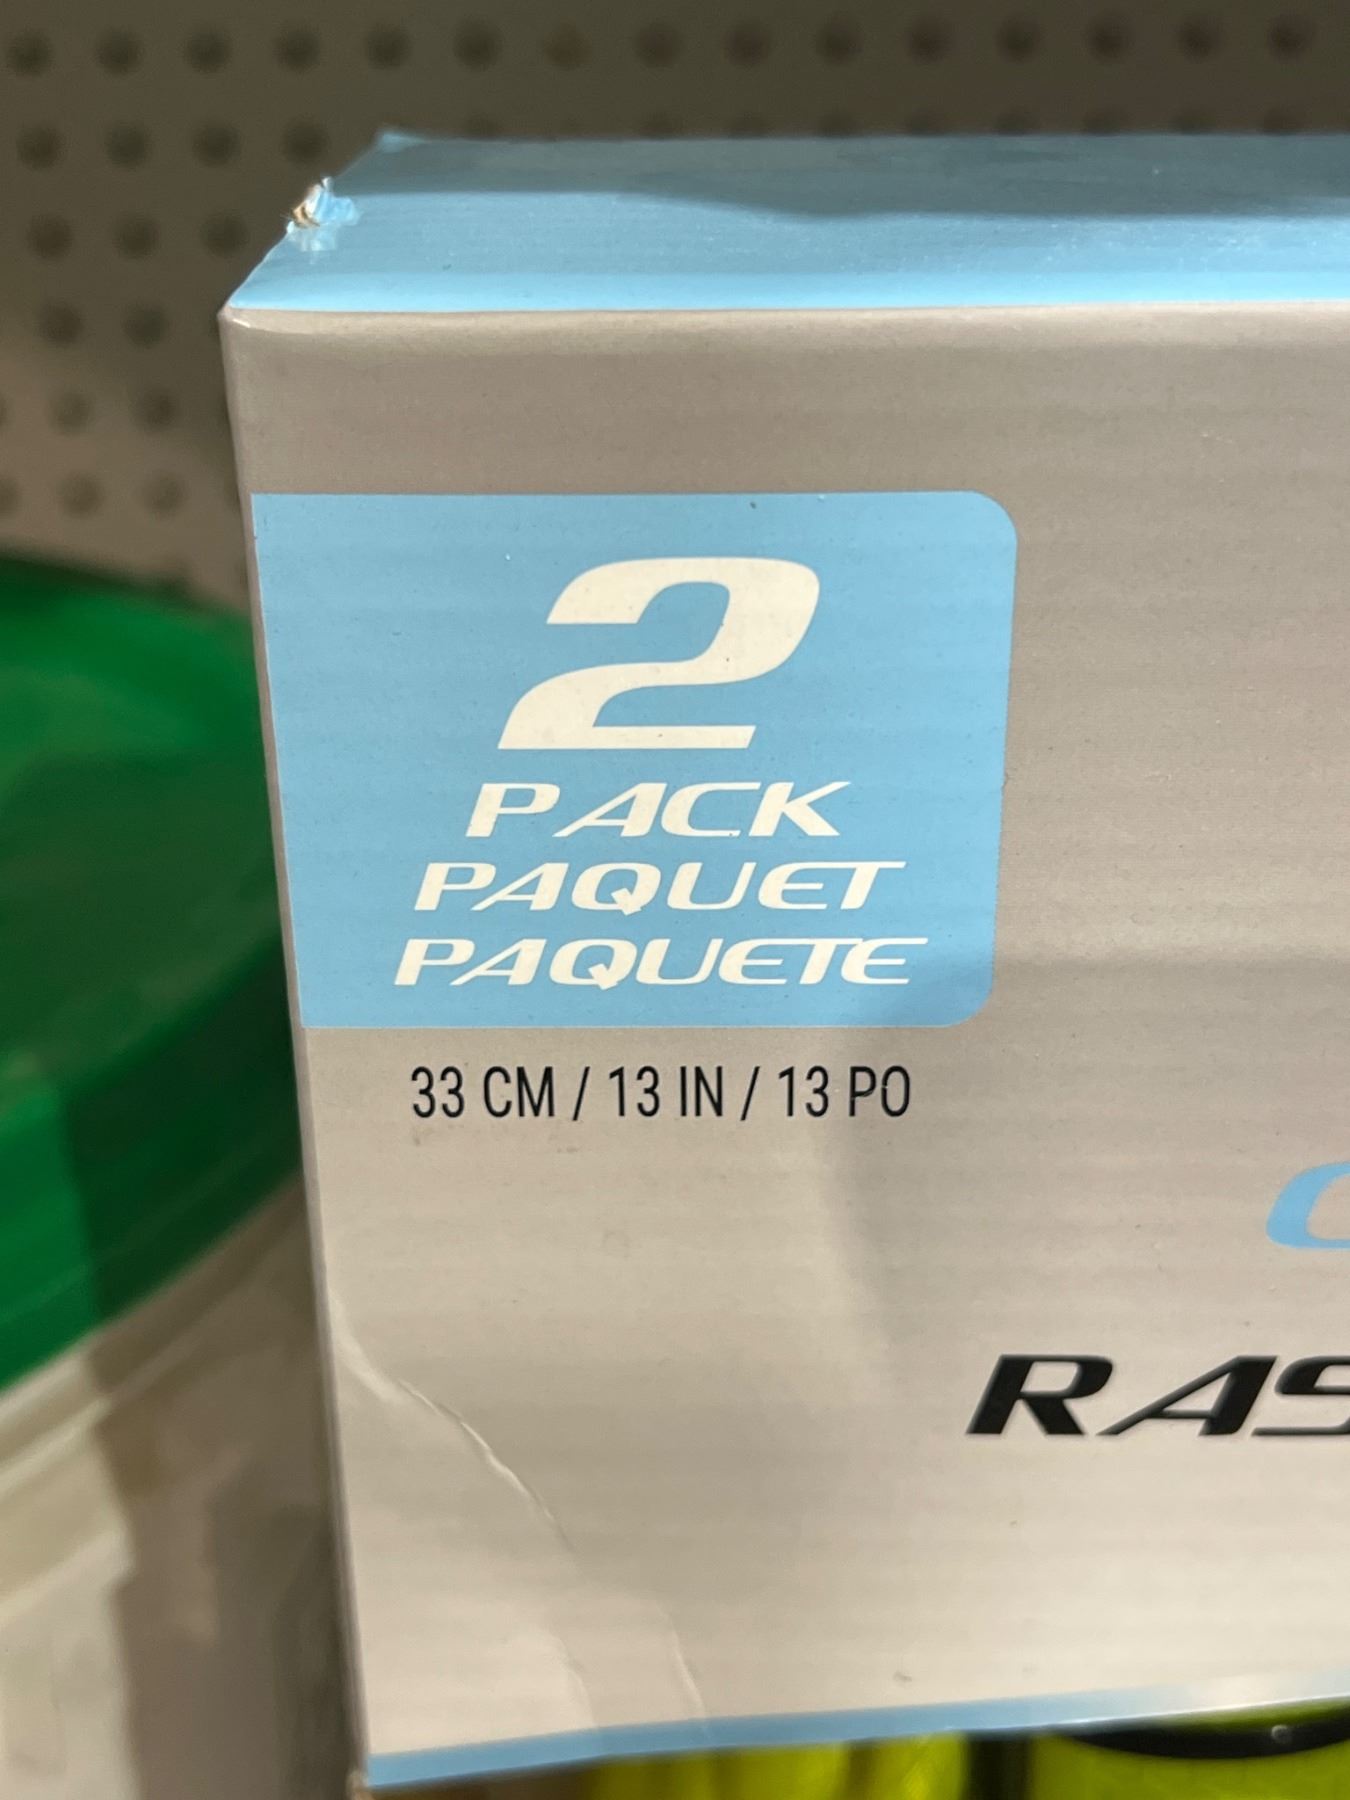 2
PACK
PAQUET
PAQUETE
33 CM / 13 IN / 13 PO